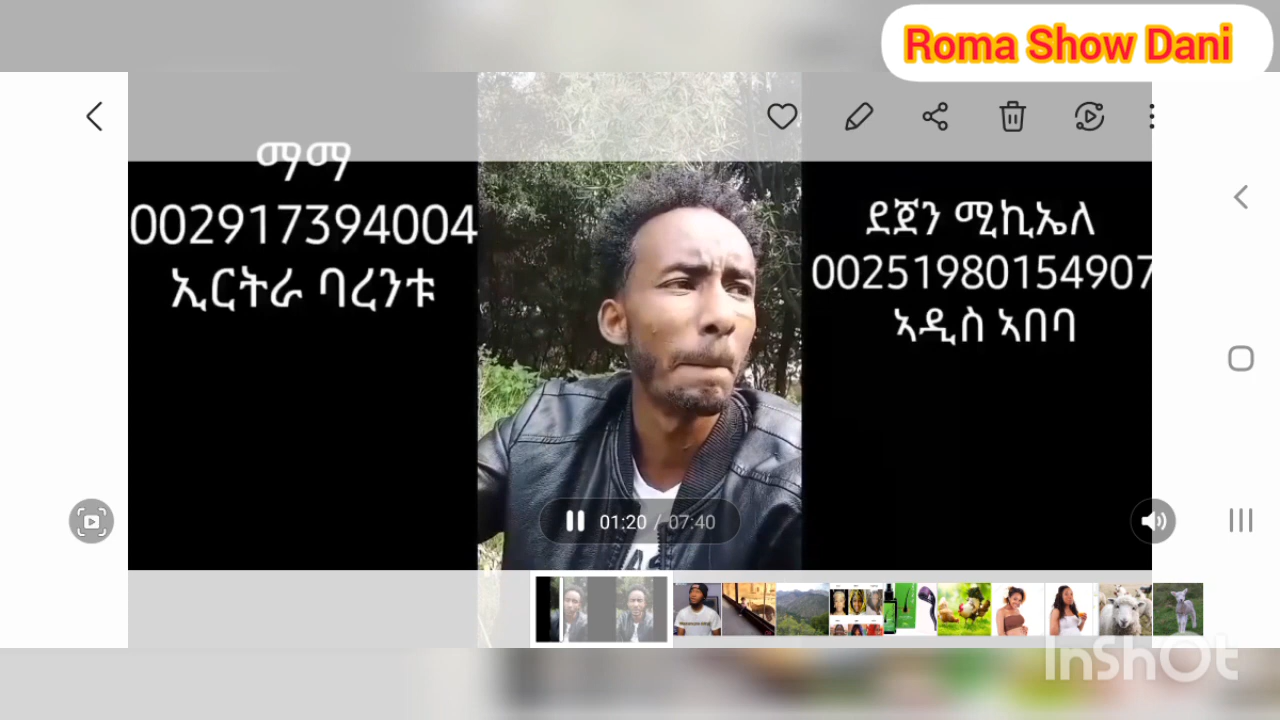 Roma Show Dani
ማማ
002917394004
ኢርትራ ባረንቱ
ደጀን ሚኪኤለ
00251980154907
ኣዲስ ኣበባ
01:20 / 07:40
InShOt